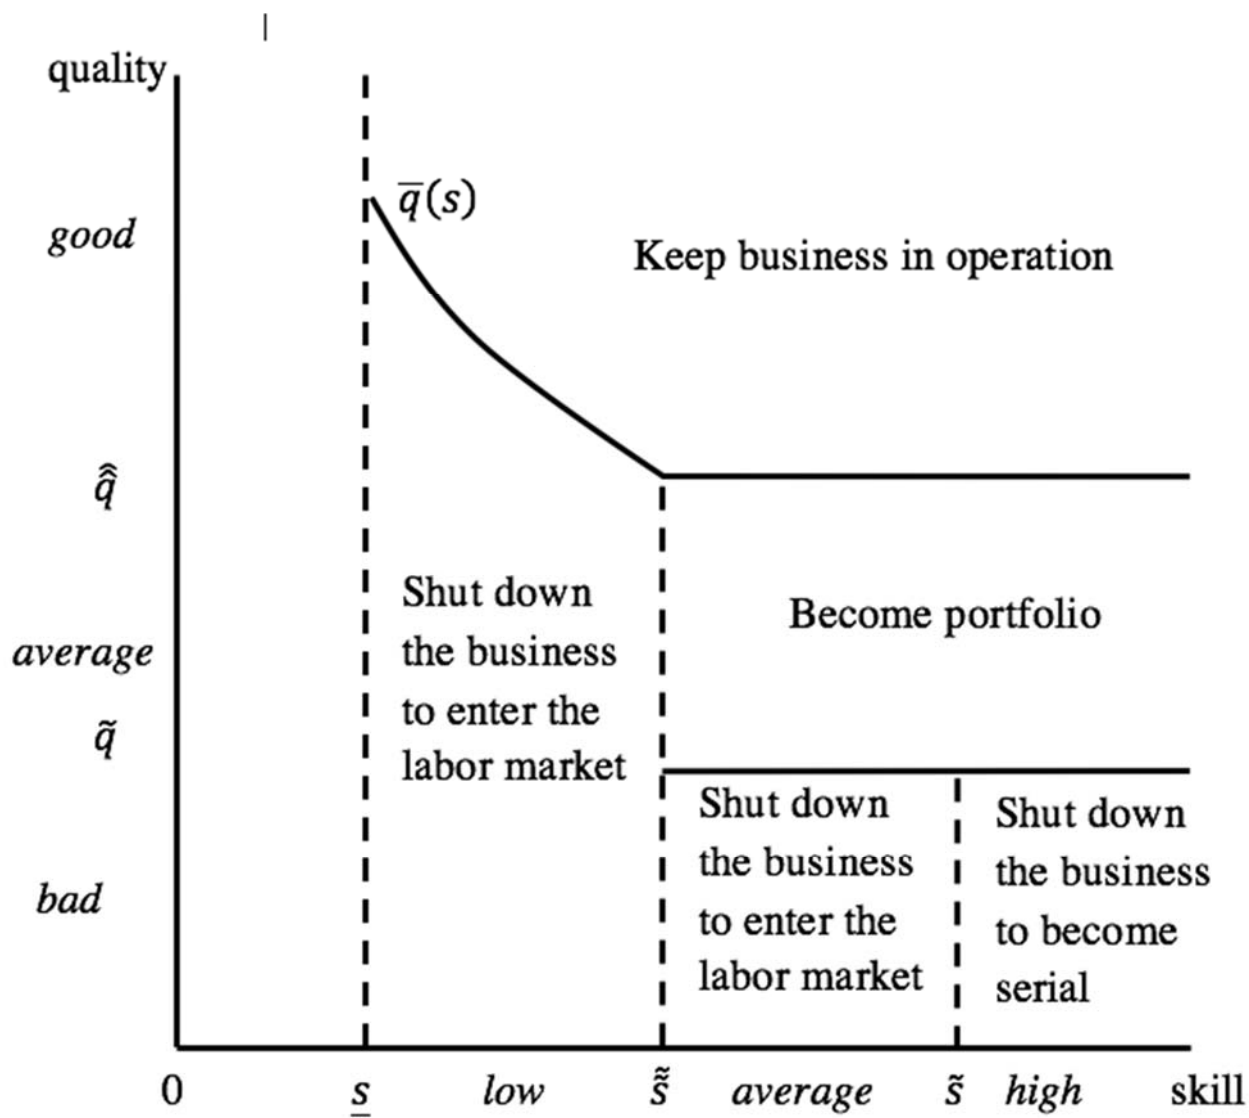 quality
q̅(s)
good
Keep business in operation
q̂̂
Shut down
the business
to enter the
labor market
Become portfolio
average
q̃
Shut down
the business
to enter the
labor market
Shut down
the business
to become
serial
bad
0 s̲ low s̃̃ average s̃ high skill